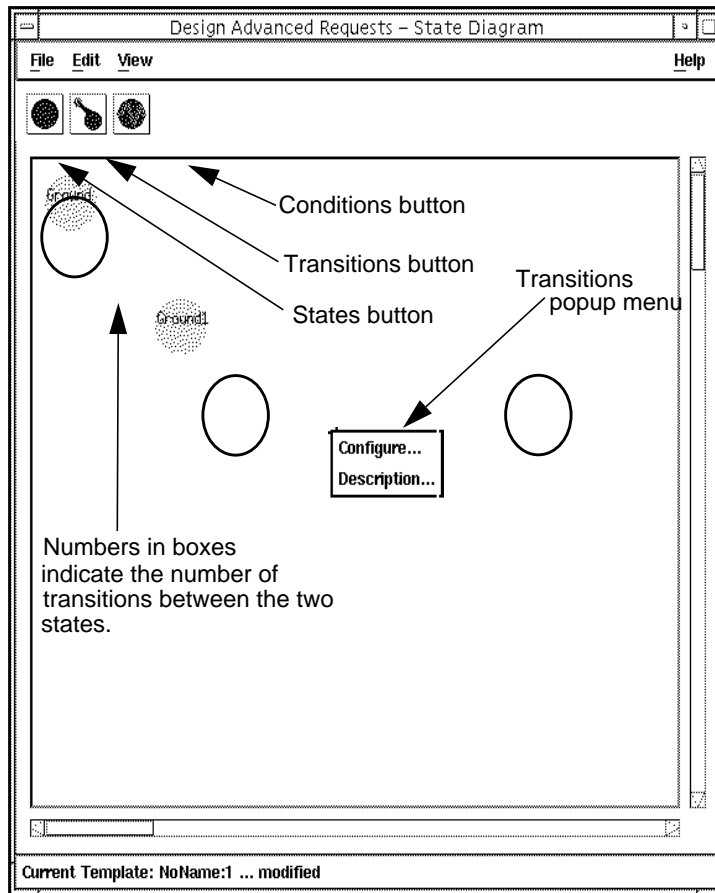 Design Advanced Requests – State Diagram
File Edit View Help
Ground
Conditions button
Transitions button
States button
Transitions
popup menu
Ground1
Configure...
Description...
Numbers in boxes
indicate the number of
transitions between the two
states.
Current Template: NoName:1 ... modified